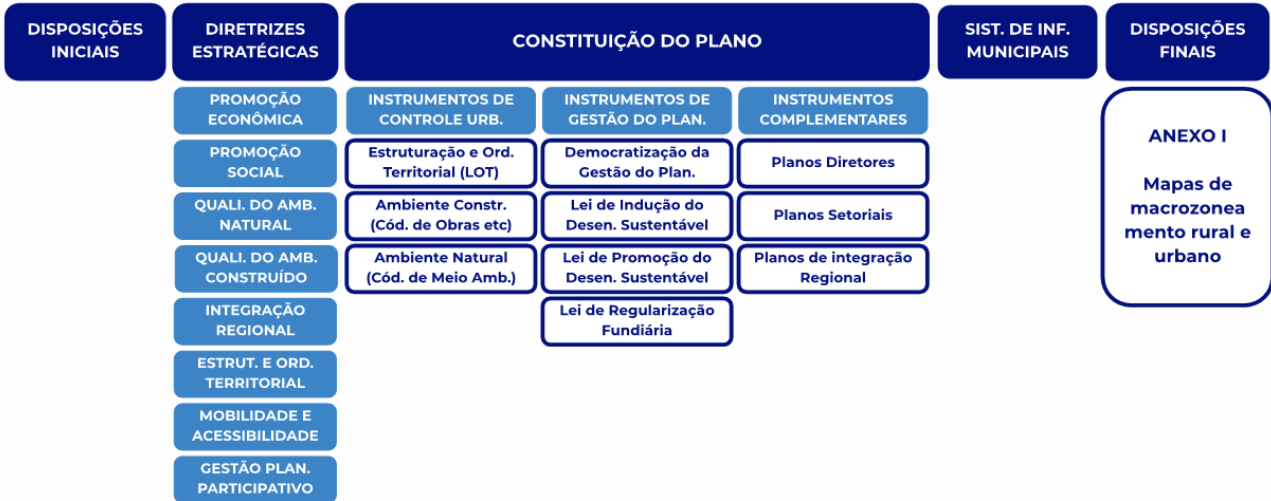 DISPOSIÇÕES
INICIAIS
DIRETRIZES
ESTRATÉGICAS
CONSTITUIÇÃO DO PLANO
SIST. DE INF.
MUNICIPAIS
DISPOSIÇÕES
FINAIS
PROMOÇÃO
ECONÔMICA
PROMOÇÃO
SOCIAL
QUALI. DO AMB.
NATURAL
QUALI. DO AMB.
CONSTRUÍDO
INTEGRAÇÃO
REGIONAL
ESTRUT. E ORD.
TERRITORIAL
MOBILIDADE E
ACESSIBILIDADE
GESTÃO PLAN.
PARTICIPATIVO
INSTRUMENTOS DE
CONTROLE URB.
Estruturação e Ord.
Territorial (LOT)
Ambiente Constr.
(Cód. de Obras etc)
Ambiente Natural
(Cód. de Meio Amb.)
INSTRUMENTOS DE
GESTÃO DO PLAN.
Democratização da
Gestão do Plan.
Lei de Indução do
Desen. Sustentável
Lei de Promoção do
Desen. Sustentável
Lei de Regularização
Fundiária
INSTRUMENTOS
COMPLEMENTARES
Planos Diretores
Planos Setoriais
Planos de integração
Regional
ANEXO I
Mapas de
macrozonea
mento rural e
urbano